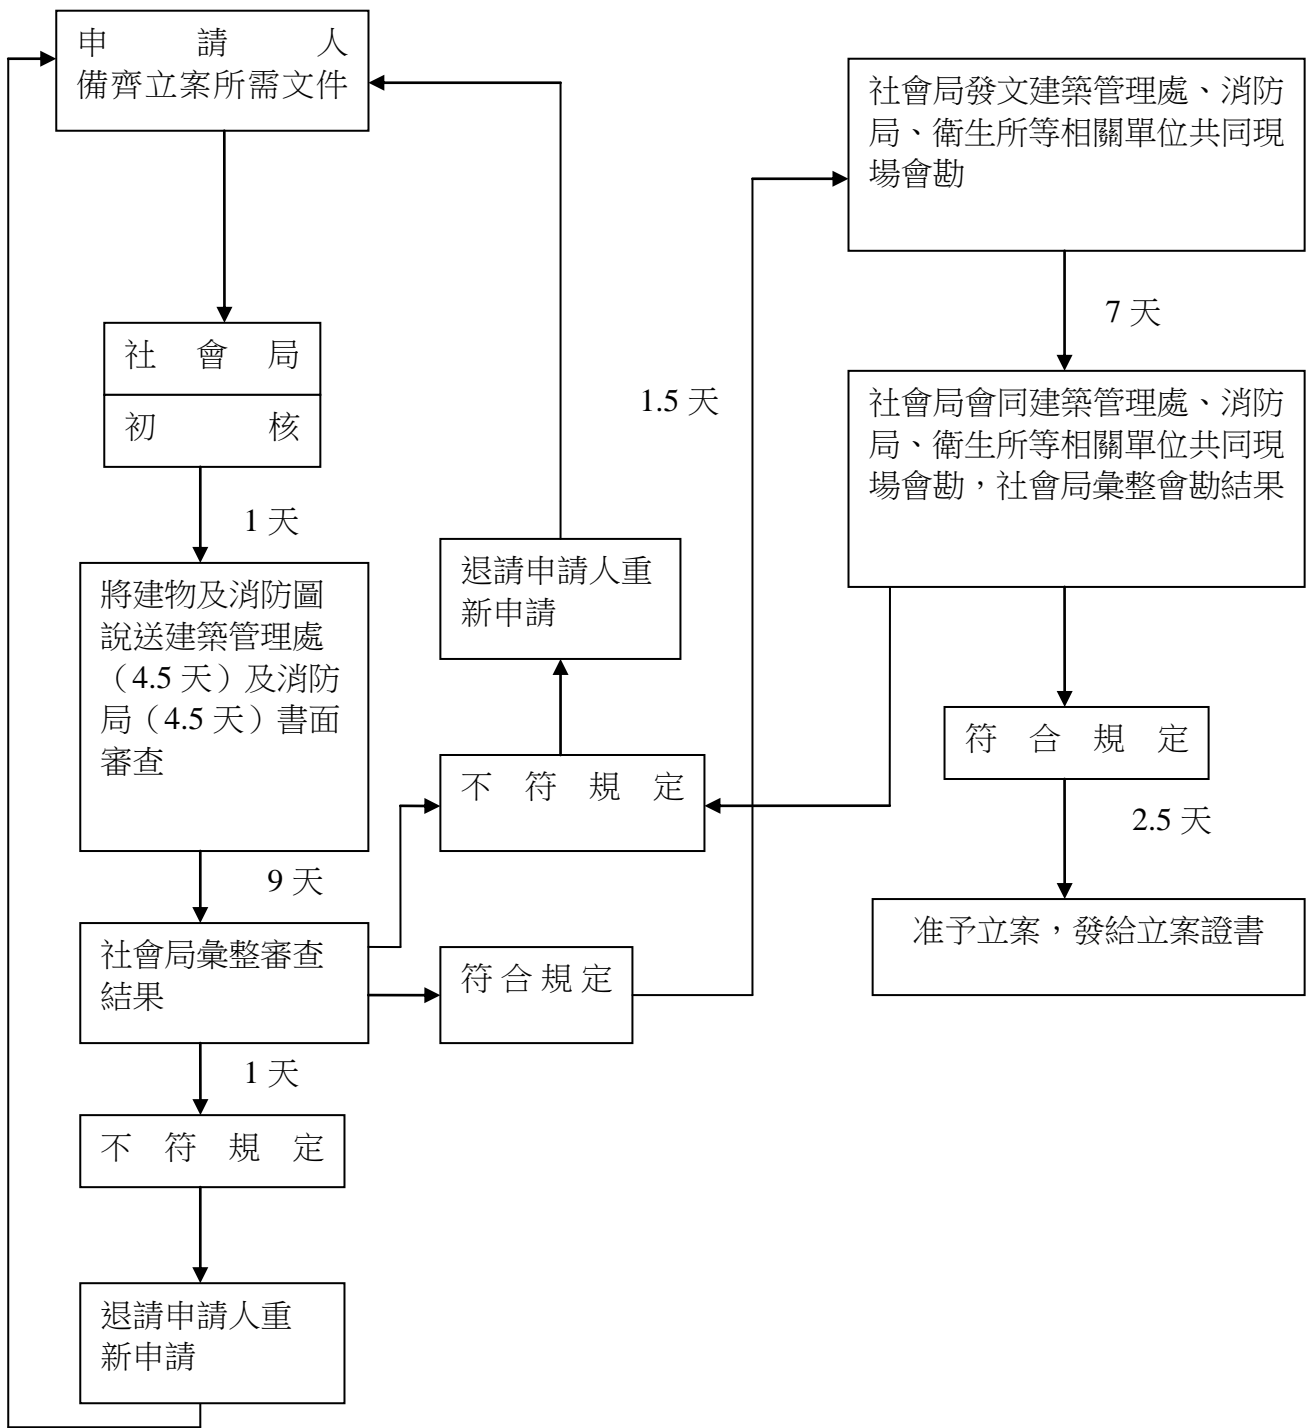 申請人
備齊立案所需文件
社會局
初核
1 天
將建物及消防圖
說送建築管理處
（4.5 天）及消防
局（4.5 天）書面
審查
9 天
社會局彙整審查
結果
1 天
不符規定
退請申請人重
新申請
退請申請人重
新申請
不符規定
符合規定
1.5 天
社會局發文建築管理處、消防
局、衛生所等相關單位共同現
場會勘
7 天
社會局會同建築管理處、消防
局、衛生所等相關單位共同現
場會勘，社會局彙整會勘結果
符合規定
2.5 天
准予立案，發給立案證書